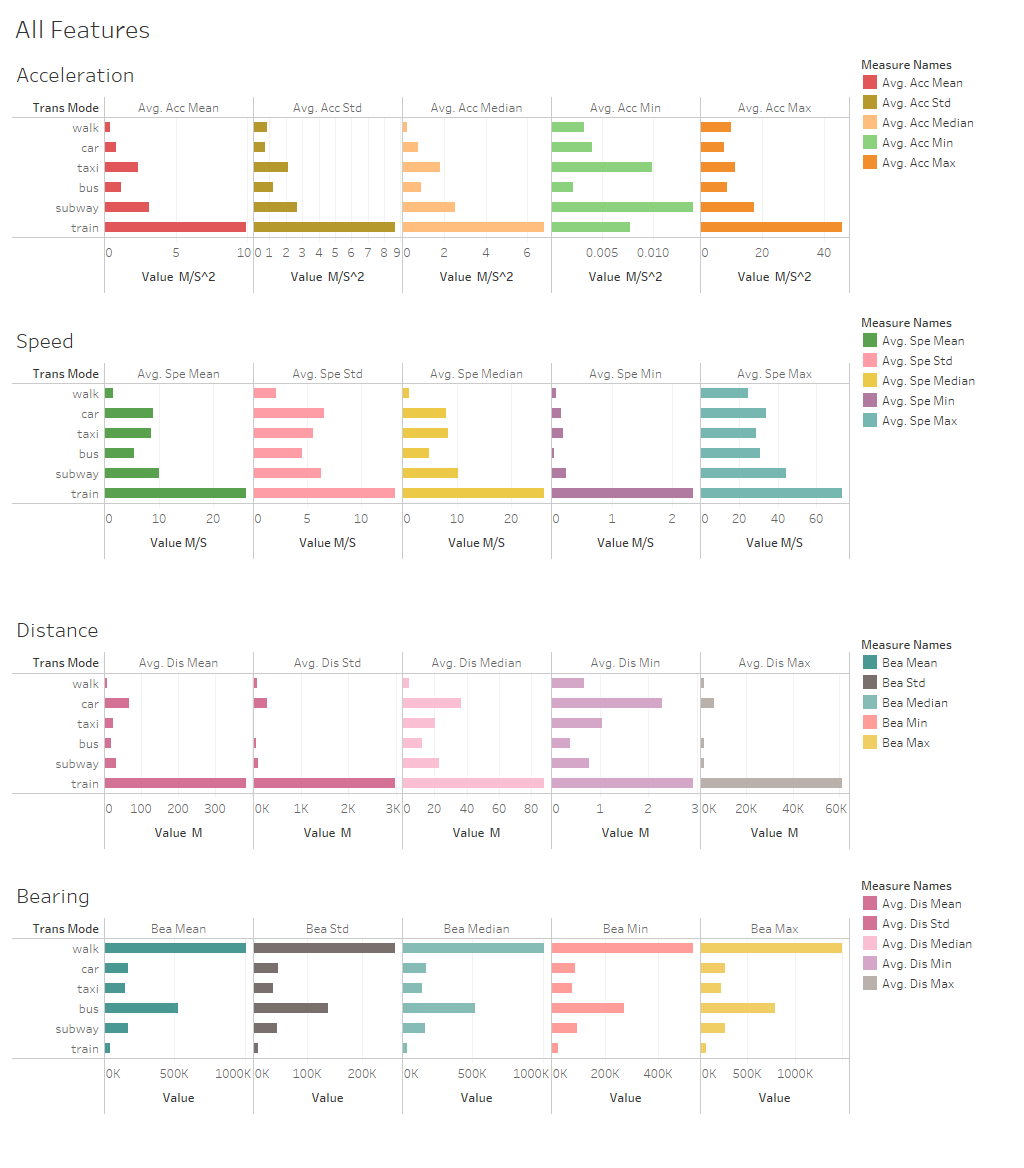 All Features
Acceleration
Measure Names
Avg. Acc Mean
Avg. Acc Std
Avg. Acc Median
Avg. Acc Min
Avg. Acc Max
Trans Mode Avg. Acc Mean Avg. Acc Std Avg. Acc Median Avg. Acc Min Avg. Acc Max
walk
car
taxi
bus
subway
train
0 5 10 0 1 2 3 4 5 6 7 8 9 0 2 4 6 0.005 0.010 0 20 40
Value M/S^2 Value M/S^2 Value M/S^2 Value M/S^2 Value M/S^2
Speed
Measure Names
Avg. Spe Mean
Avg. Spe Std
Avg. Spe Median
Avg. Spe Min
Avg. Spe Max
Trans Mode Avg. Spe Mean Avg. Spe Std Avg. Spe Median Avg. Spe Min Avg. Spe Max
walk
car
taxi
bus
subway
train
0 10 20 0 5 10 0 10 20 0 1 2 0 20 40 60
Value M/S Value M/S Value M/S Value M/S Value M/S
Distance
Measure Names
Bea Mean
Bea Std
Bea Median
Bea Min
Bea Max
Trans Mode Avg. Dis Mean Avg. Dis Std Avg. Dis Median Avg. Dis Min Avg. Dis Max
walk
car
taxi
bus
subway
train
0 100 200 300 0K 1K 2K 3K 0 20 40 60 80 0 1 2 3 0K 20K 40K 60K
Value M Value M Value M Value M Value M
Bearing
Measure Names
Avg. Dis Mean
Avg. Dis Std
Avg. Dis Median
Avg. Dis Min
Avg. Dis Max
Trans Mode Bea Mean Bea Std Bea Median Bea Min Bea Max
walk
car
taxi
bus
subway
train
0K 500K 1000K 0K 100K 200K 0K 500K 1000K 0K 200K 400K 0K 500K 1000K
Value Value Value Value Value